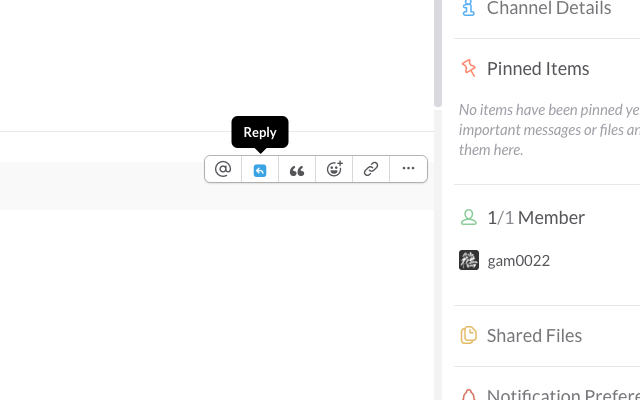 Channel Details
Pinned Items
No items have been pinned ye
important messages or files ar
them here.
Reply
@
1/1 Member
gam0022
Shared Files
Notification Prefere